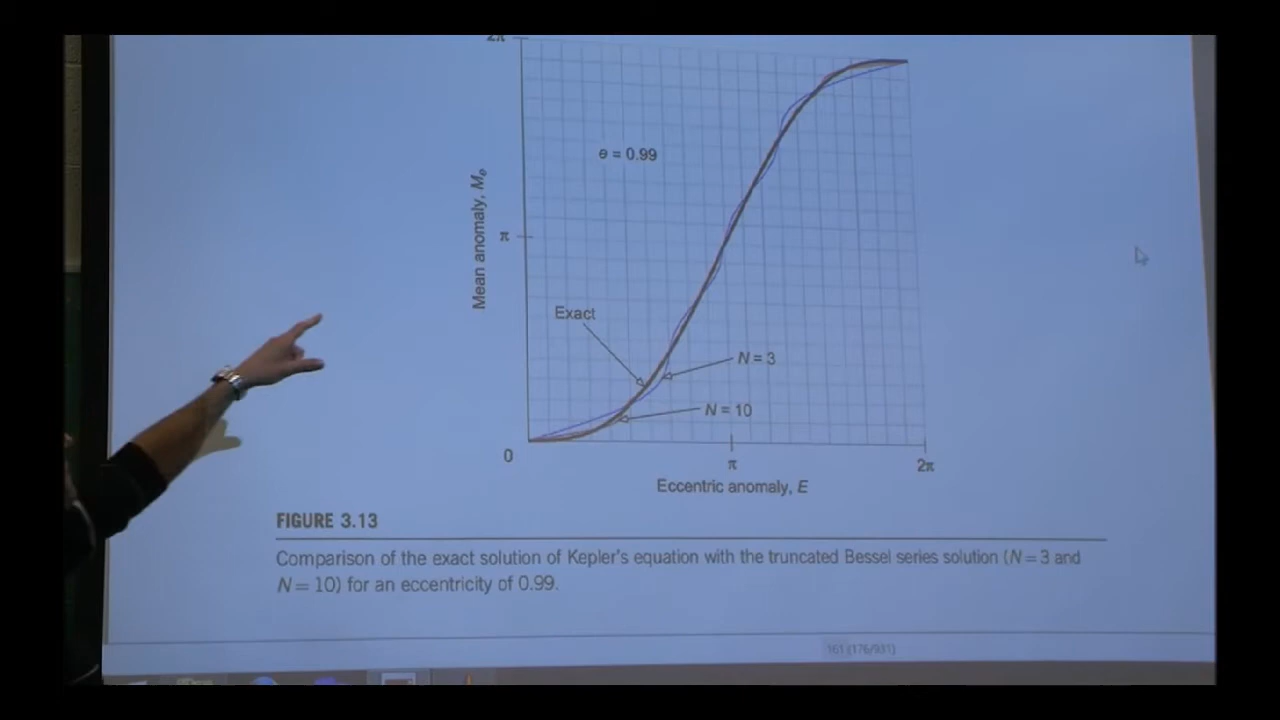 2π
e = 0.99
Mean anomaly, Me
π
Exact
N = 3
N = 10
0
π
2π
Eccentric anomaly, E
FIGURE 3.13
Comparison of the exact solution of Kepler's equation with the truncated Bessel series solution (N = 3 and
N = 10) for an eccentricity of 0.99.
161 (176/931)